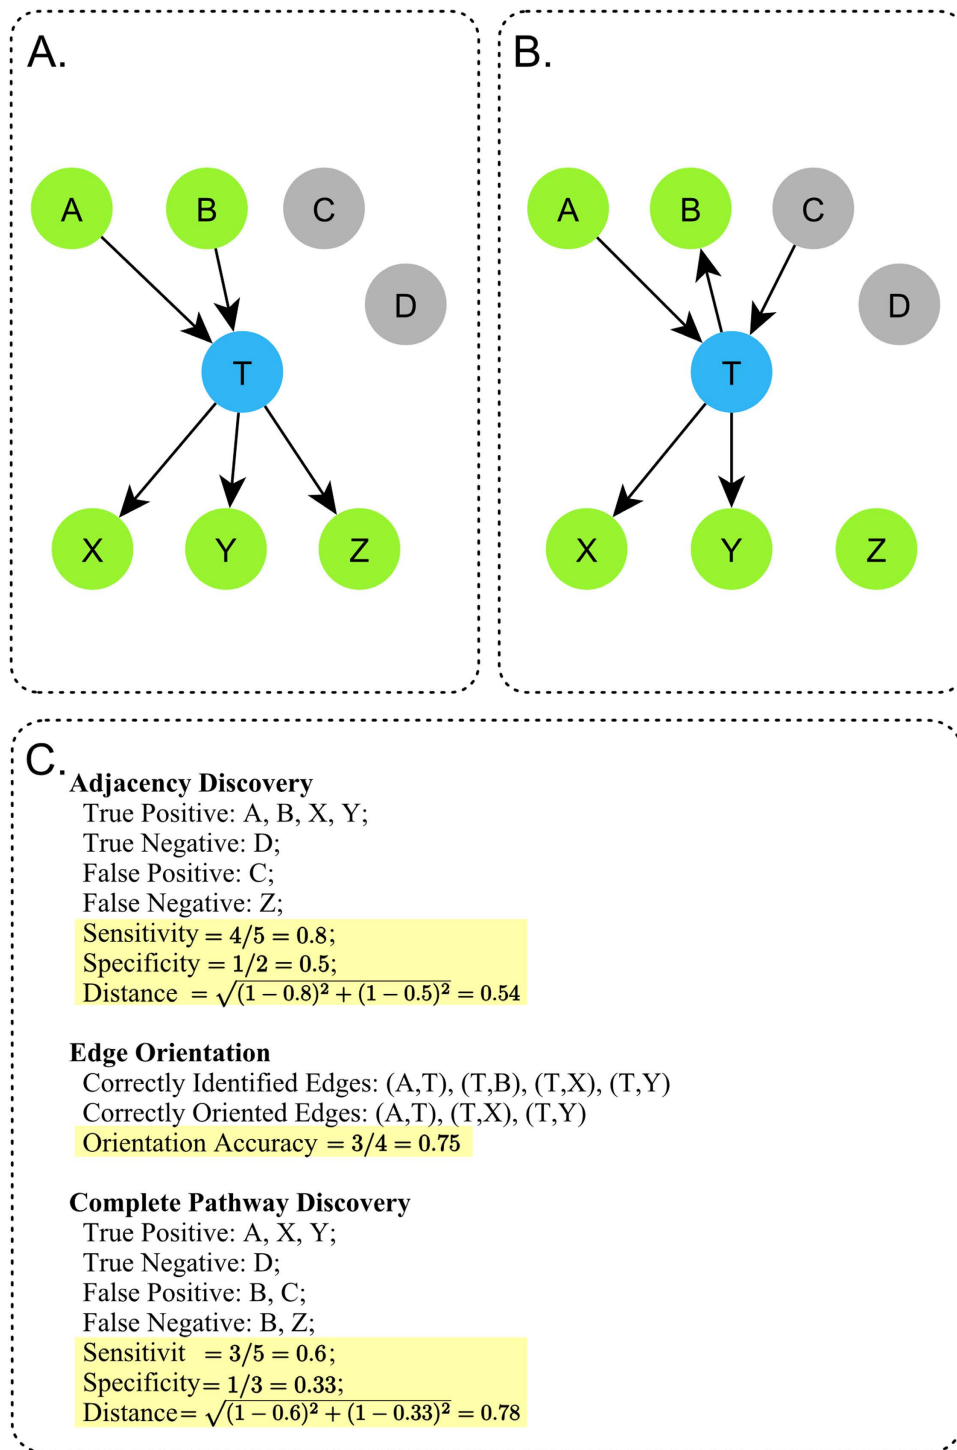 A.
B.
A B C
D
T
X Y Z
A B C
D
T
X Y Z
C.
Adjacency Discovery
True Positive: A, B, X, Y;
True Negative: D;
False Positive: C;
False Negative: Z;
Sensitivity = 4/5 = 0.8;
Specificity = 1/2 = 0.5;
Distance = √(1 − 0.8)² + (1 − 0.5)² = 0.54
Edge Orientation
Correctly Identified Edges: (A,T), (T,B), (T,X), (T,Y)
Correctly Oriented Edges: (A,T), (T,X), (T,Y)
Orientation Accuracy = 3/4 = 0.75
Complete Pathway Discovery
True Positive: A, X, Y;
True Negative: D;
False Positive: B, C;
False Negative: B, Z;
Sensitivit = 3/5 = 0.6;
Specificity= 1/3 = 0.33;
Distance= √(1 − 0.6)² + (1 − 0.33)² = 0.78